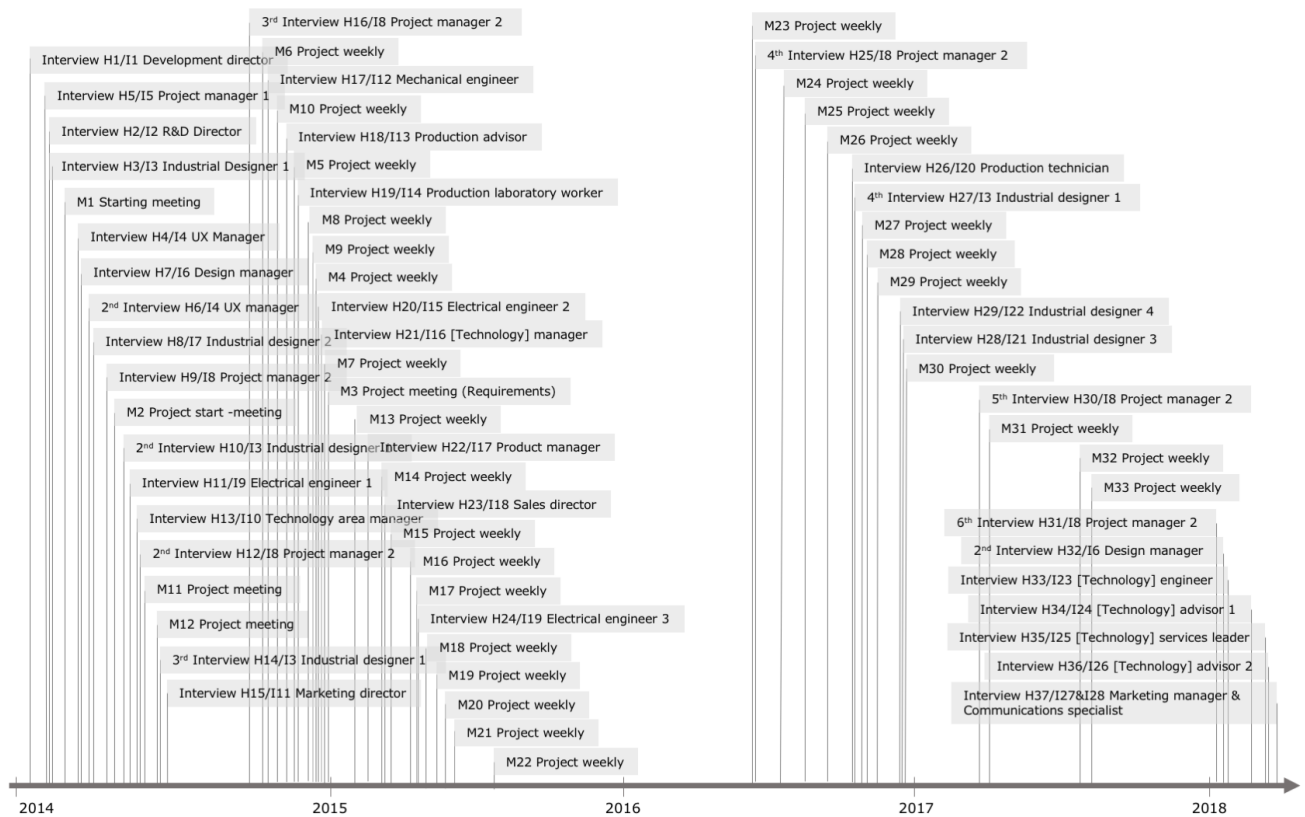 Interview H1/I1 Development director
Interview H5/I5 Project manager 1
Interview H2/I2 R&D Director
Interview H3/I3 Industrial Designer 1
M1 Starting meeting
Interview H4/I4 UX Manager
Interview H7/I6 Design manager
2nd Interview H6/I4 UX manager
Interview H8/I7 Industrial designer 2
Interview H9/I8 Project manager 2
M2 Project start -meeting
2nd Interview H10/I3 Industrial designer 1
Interview H11/I9 Electrical engineer 1
Interview H13/I10 Technology area manager
2nd Interview H12/I8 Project manager 2
M11 Project meeting
M12 Project meeting
3rd Interview H14/I3 Industrial designer 1
Interview H15/I11 Marketing director
3rd Interview H16/I8 Project manager 2
M6 Project weekly
Interview H17/I12 Mechanical engineer
M10 Project weekly
Interview H18/I13 Production advisor
M5 Project weekly
Interview H19/I14 Production laboratory worker
M8 Project weekly
M9 Project weekly
M4 Project weekly
Interview H20/I15 Electrical engineer 2
Interview H21/I16 [Technology] manager
M7 Project weekly
M3 Project meeting (Requirements)
M13 Project weekly
Interview H22/I17 Product manager
M14 Project weekly
Interview H23/I18 Sales director
M15 Project weekly
M16 Project weekly
M17 Project weekly
Interview H24/I19 Electrical engineer 3
M18 Project weekly
M19 Project weekly
M20 Project weekly
M21 Project weekly
M22 Project weekly
M23 Project weekly
4th Interview H25/I8 Project manager 2
M24 Project weekly
M25 Project weekly
M26 Project weekly
Interview H26/I20 Production technician
4th Interview H27/I3 Industrial designer 1
M27 Project weekly
M28 Project weekly
M29 Project weekly
Interview H29/I22 Industrial designer 4
Interview H28/I21 Industrial designer 3
M30 Project weekly
5th Interview H30/I8 Project manager 2
M31 Project weekly
M32 Project weekly
M33 Project weekly
6th Interview H31/I8 Project manager 2
2nd Interview H32/I6 Design manager
Interview H33/I23 [Technology] engineer
Interview H34/I24 [Technology] advisor 1
Interview H35/I25 [Technology] services leader
Interview H36/I26 [Technology] advisor 2
Interview H37/I27&I28 Marketing manager &
Communications specialist
2014
2015
2016
2017
2018